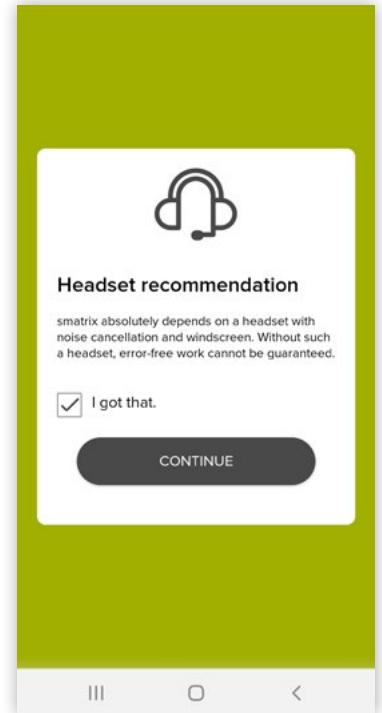 Headset recommendation
smatrix absolutely depends on a headset with
noise cancellation and windscreen. Without such
a headset, error-free work cannot be guaranteed.
I got that.
CONTINUE